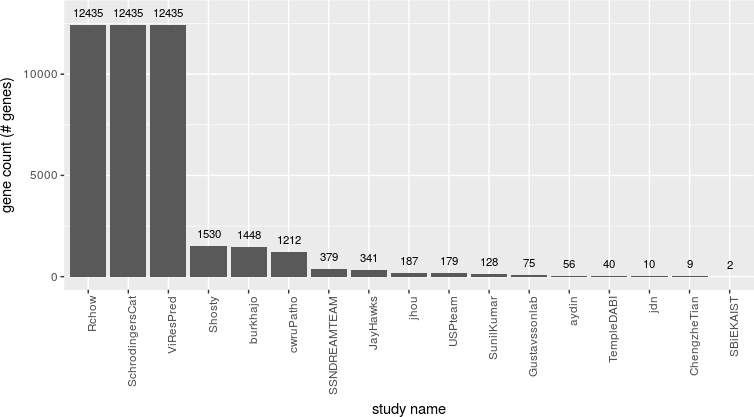 12435 12435 12435
1530 1448 1212 379 341 187 179 128 75 56 40 10 9 2
gene count (# genes)
10000
5000
0
Rchow
SchrodingersCat
ViResPred
Shosty
burkhajo
cwruPatho
SSNDREAMTEAM
JayHawks
jhou
USPteam
SunilKumar
Gustavssonlab
aydin
TempleDABI
jdn
ChengzheTian
SBiEKAIST
study name